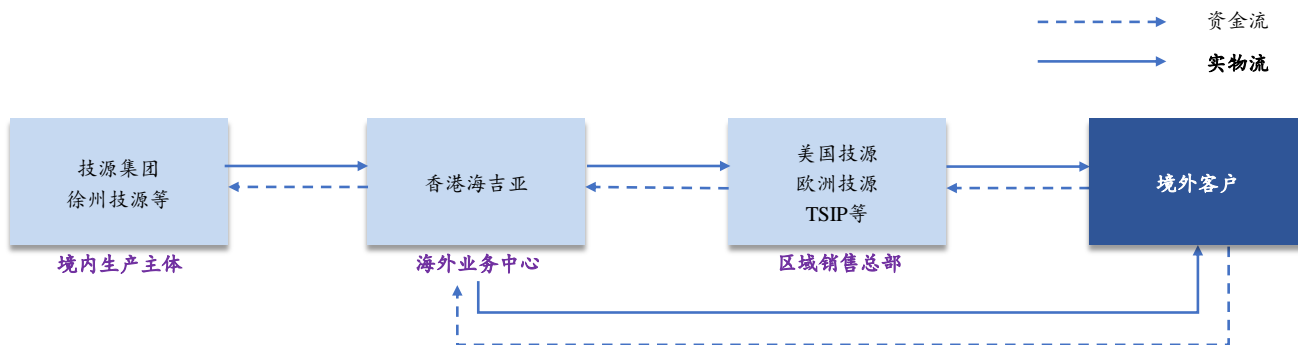 资金流
实物流
技源集团
徐州技源等
香港海吉亚
美国技源
欧洲技源
TSIP等
境外客户
境内生产主体
海外业务中心
区域销售总部